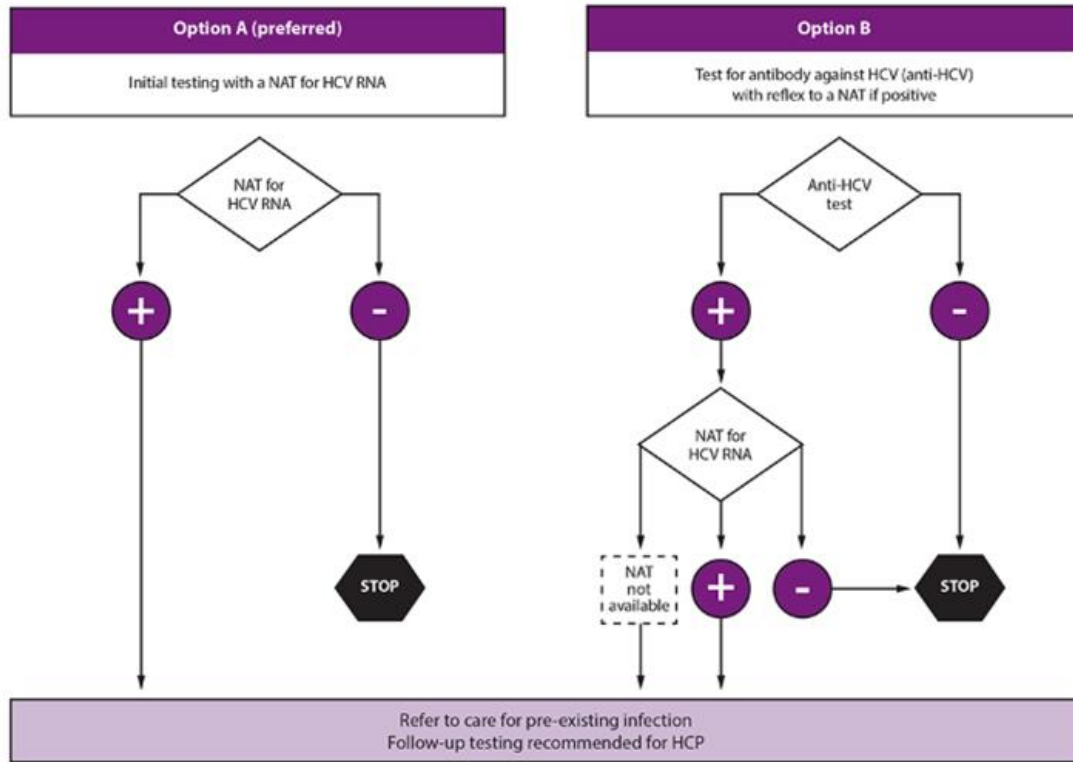 Option A (preferred)
Initial testing with a NAT for HCV RNA
NAT for
HCV RNA
+
-
STOP
Option B
Test for antibody against HCV (anti-HCV)
with reflex to a NAT if positive
Anti-HCV
test
+
-
NAT for
HCV RNA
NAT
not
available
+
-
STOP
Refer to care for pre-existing infection
Follow-up testing recommended for HCP